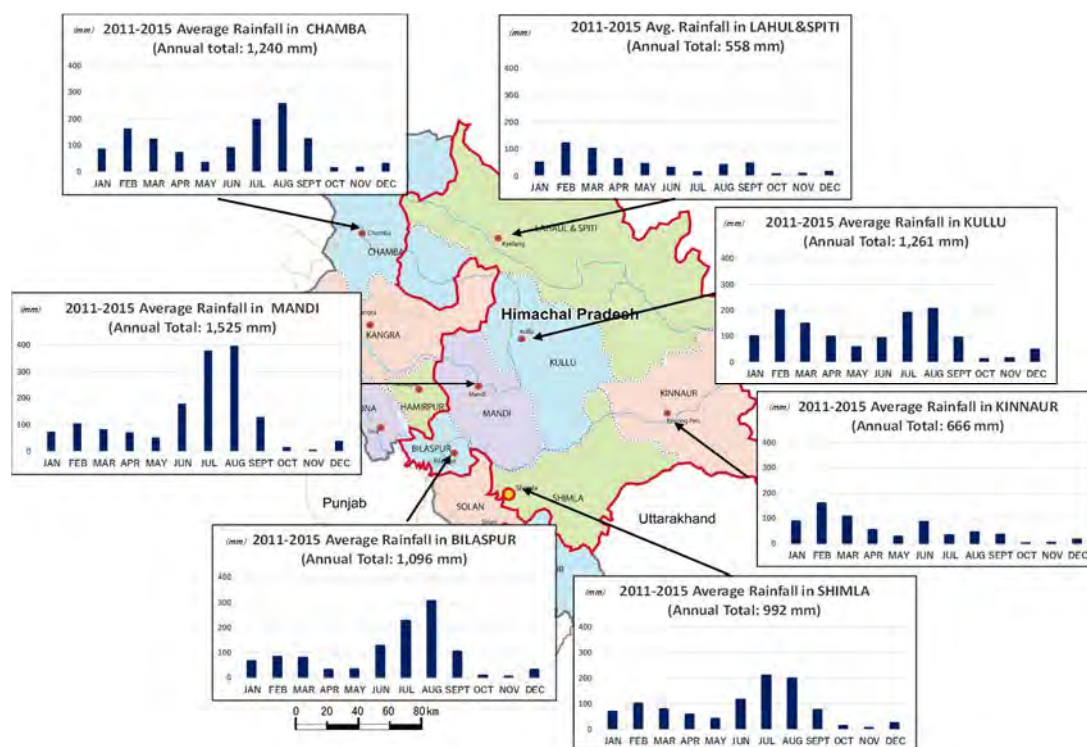 2011-2015 Average Rainfall in CHAMBA
(Annual total: 1,240 mm)
(mm)
400
300
200
100
0
JAN FEB MAR APR MAY JUN JUL AUG SEPT OCT NOV DEC
2011-2015 Avg. Rainfall in LAHUL&SPITI
(Annual Total: 558 mm)
(mm)
400
300
200
100
0
JAN FEB MAR APR MAY JUN JUL AUG SEPT OCT NOV DEC
2011-2015 Average Rainfall in KULLU
(Annual Total: 1,261 mm)
(mm)
400
300
200
100
0
JAN FEB MAR APR MAY JUN JUL AUG SEPT OCT NOV DEC
2011-2015 Average Rainfall in MANDI
(Annual Total: 1,525 mm)
(mm)
400
300
200
100
0
JAN FEB MAR APR MAY JUN JUL AUG SEPT OCT NOV DEC
2011-2015 Average Rainfall in KINNAUR
(Annual Total: 666 mm)
(mm)
400
300
200
100
0
JAN FEB MAR APR MAY JUN JUL AUG SEPT OCT NOV DEC
2011-2015 Average Rainfall in BILASPUR
(Annual Total: 1,096 mm)
(mm)
400
300
200
100
0
JAN FEB MAR APR MAY JUN JUL AUG SEPT OCT NOV DEC
2011-2015 Average Rainfall in SHIMLA
(Annual Total: 992 mm)
(mm)
400
300
200
100
0
JAN FEB MAR APR MAY JUN JUL AUG SEPT OCT NOV DEC
Chamba
CHAMBA
LAHAUL & SPITI
Keylang
Himachal Pradesh
KANGRA
Kullu
KULLU
HAMIRPUR
Mandi
MANDI
KINNAUR
BILASPUR
Shimla
SHIMLA
SOLAN
Solan
Punjab
Uttarakhand
0 20 40 60 80 km